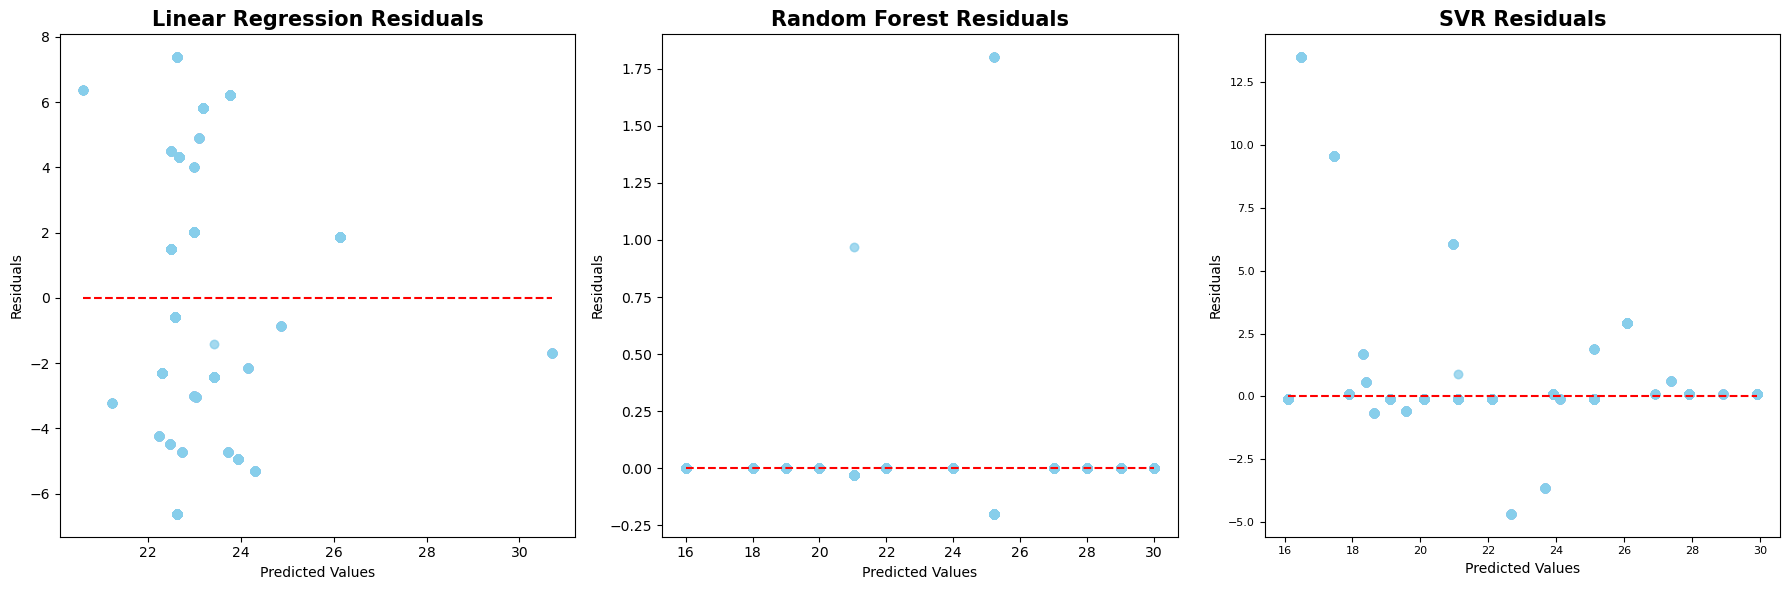 Linear Regression Residuals
8
6
4
2
0
−2
−4
−6
Residuals
22 24 26 28 30
Predicted Values
Random Forest Residuals
1.75
1.50
1.25
1.00
0.75
0.50
0.25
0.00
−0.25
Residuals
16 18 20 22 24 26 28 30
Predicted Values
SVR Residuals
12.5
10.0
7.5
5.0
2.5
0.0
−2.5
−5.0
Residuals
16 18 20 22 24 26 28 30
Predicted Values